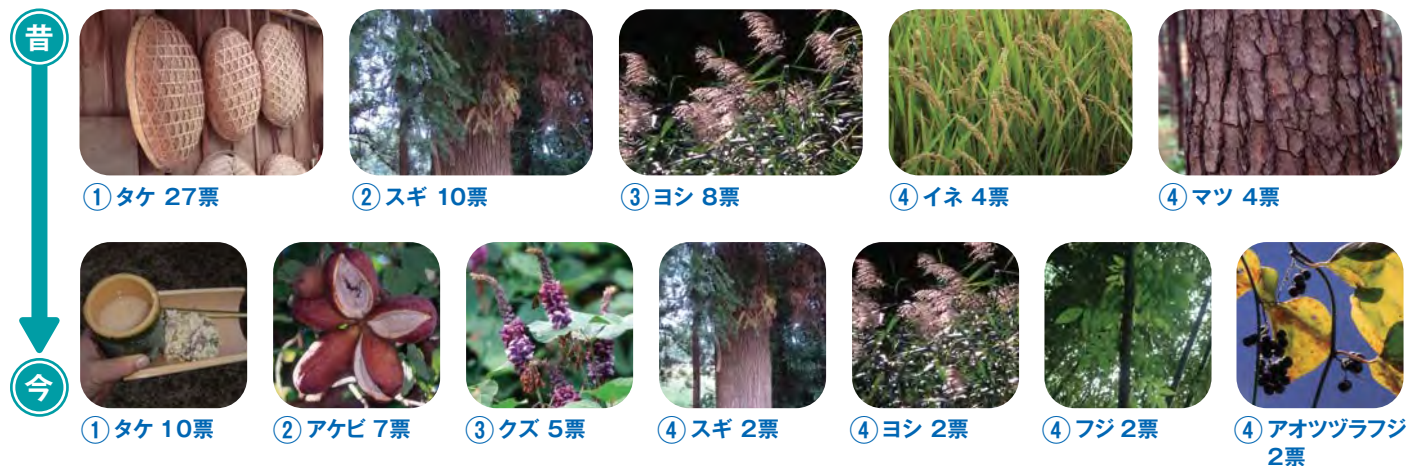 昔
① タケ 27票
② スギ 10票
③ ヨシ 8票
④ イネ 4票
④ マツ 4票
今
① タケ 10票
② アケビ 7票
③ クズ 5票
④ スギ 2票
④ ヨシ 2票
④ フジ 2票
④ アオツヅラフジ
2票